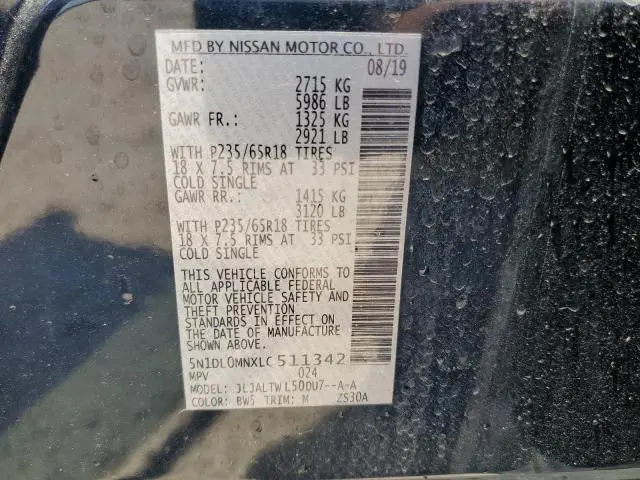 MFD BY NISSAN MOTOR CO., LTD.
DATE: 08/19
GVWR: 2715 KG
5986 LB
GAWR FR.: 1325 KG
2921 LB
WITH P235/65R18 TIRES
18 X 7.5 RIMS AT 33 PSI
COLD SINGLE
GAWR RR.: 1415 KG
3120 LB
WITH P235/65R18 TIRES
18 X 7.5 RIMS AT 33 PSI
COLD SINGLE
THIS VEHICLE CONFORMS TO
ALL APPLICABLE FEDERAL
MOTOR VEHICLE SAFETY AND
THEFT PREVENTION
STANDARDS IN EFFECT ON
THE DATE OF MANUFACTURE
SHOWN ABOVE.
5N1DL0MNXLC511342
MPV 024
MODEL: JLJALTWL50DU7--A-A
COLOR: BW5 TRIM: M ZS30A